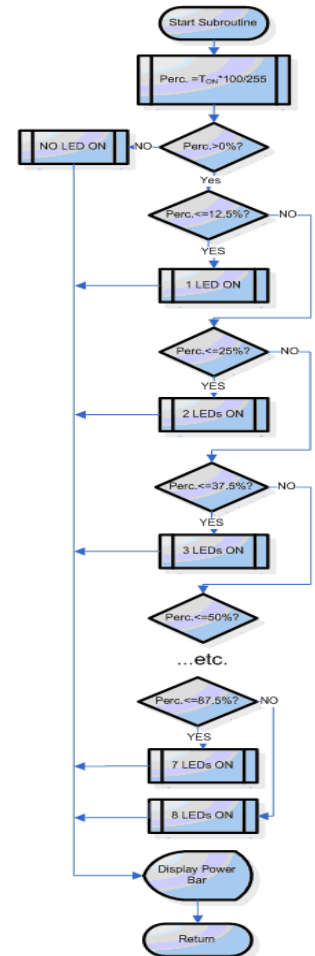 Start Subroutine
Perc. =TON*100/255
NO LED ON
NO
Perc.>0%?
Yes
Perc.<=12.5%?
NO
YES
1 LED ON
Perc.<=25%?
NO
YES
2 LEDs ON
Perc.<=37.5%?
NO
YES
3 LEDs ON
Perc.<=50%?
...etc.
Perc.<=87.5%?
NO
YES
7 LEDs ON
8 LEDs ON
Display Power
Bar
Return